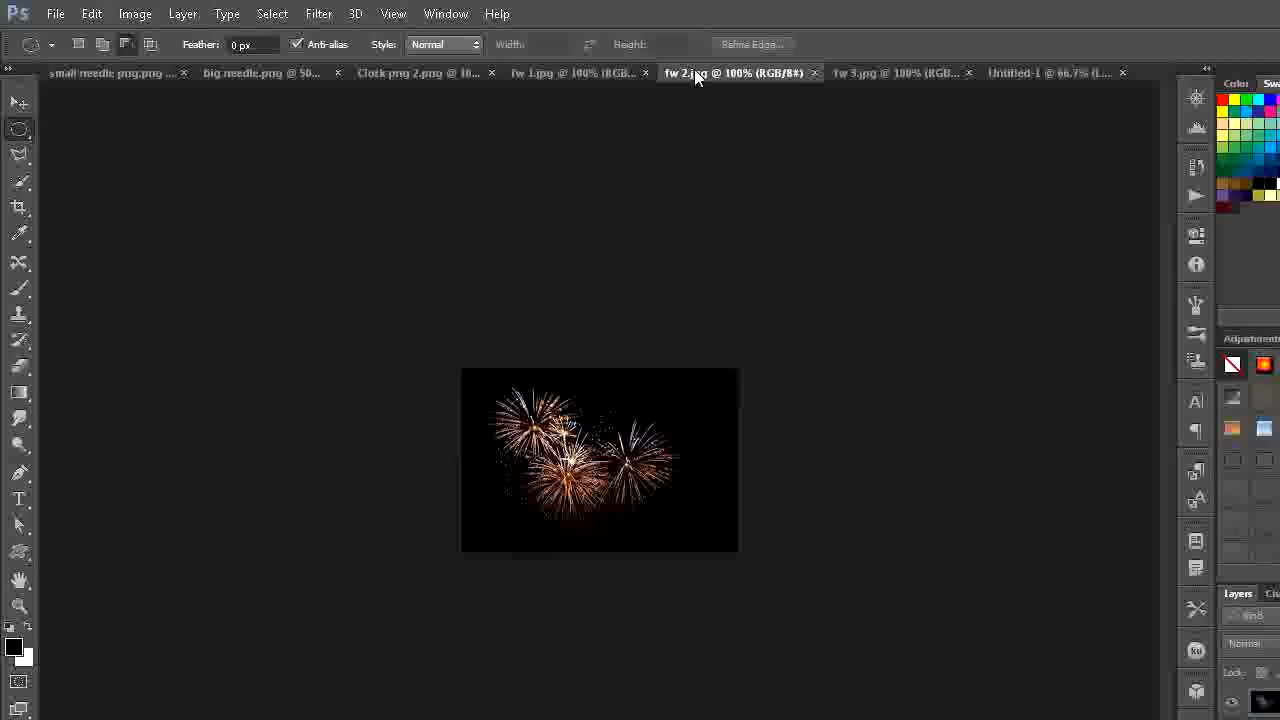 Ps File Edit Image Layer Type Select Filter 3D View Window Help
Feather: 0 px Anti-alias Style: Normal Width: Height: Refine Edge...
small needle png.png ... × big needle.png @ 50... × Clock png 2.png @ 10... × fw 1.jpg @ 100% (RGB... × fw 2.jpg @ 100% (RGB/8#) × fw 3.jpg @ 100% (RGB... × Untitled-1 @ 66.7% (L... ×
Color Swa
Adjustments
Layers
Kind
Normal
Lock:
ku